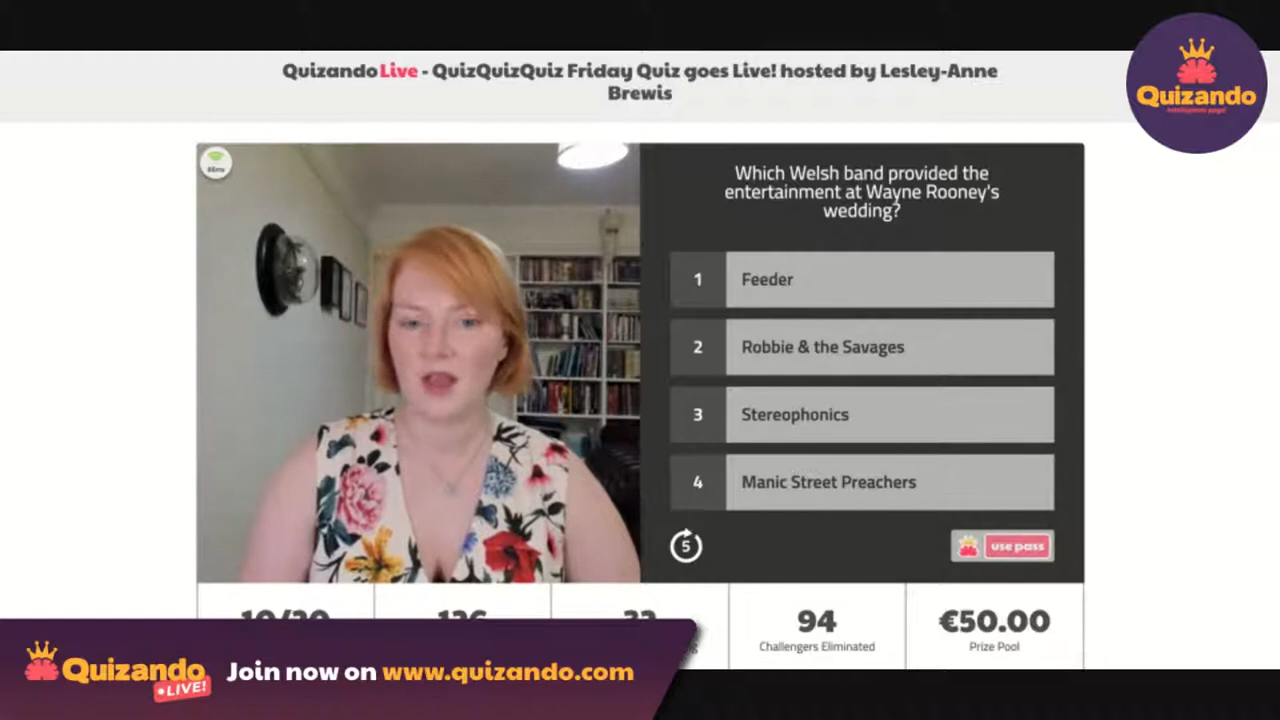 QuizandoLive - QuizQuizQuiz Friday Quiz goes Live! hosted by Lesley-Anne
Brewis
Quizando
Which Welsh band provided the
entertainment at Wayne Rooney's
wedding?
1 Feeder
2 Robbie & the Savages
3 Stereophonics
4 Manic Street Preachers
5
use pass
94
Challengers Eliminated
€50.00
Prize Pool
Quizando
LIVE!
Join now on www.quizando.com